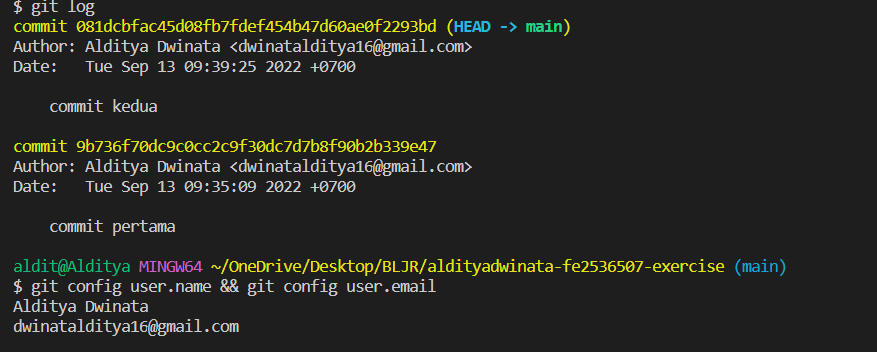 $ git log
commit 081dcbfac45d08fb7fdef454b47d60ae0f2293bd (HEAD -> main)
Author: Alditya Dwinata <dwinatalditya16@gmail.com>
Date:   Tue Sep 13 09:39:25 2022 +0700
    commit kedua
commit 9b736f70dc9c0cc2c9f30dc7d7b8f90b2b339e47
Author: Alditya Dwinata <dwinatalditya16@gmail.com>
Date:   Tue Sep 13 09:35:09 2022 +0700
    commit pertama
aldit@Alditya MINGW64 ~/OneDrive/Desktop/BLJR/aldityadwinata-fe2536507-exercise (main)
$ git config user.name && git config user.email
Alditya Dwinata
dwinatalditya16@gmail.com